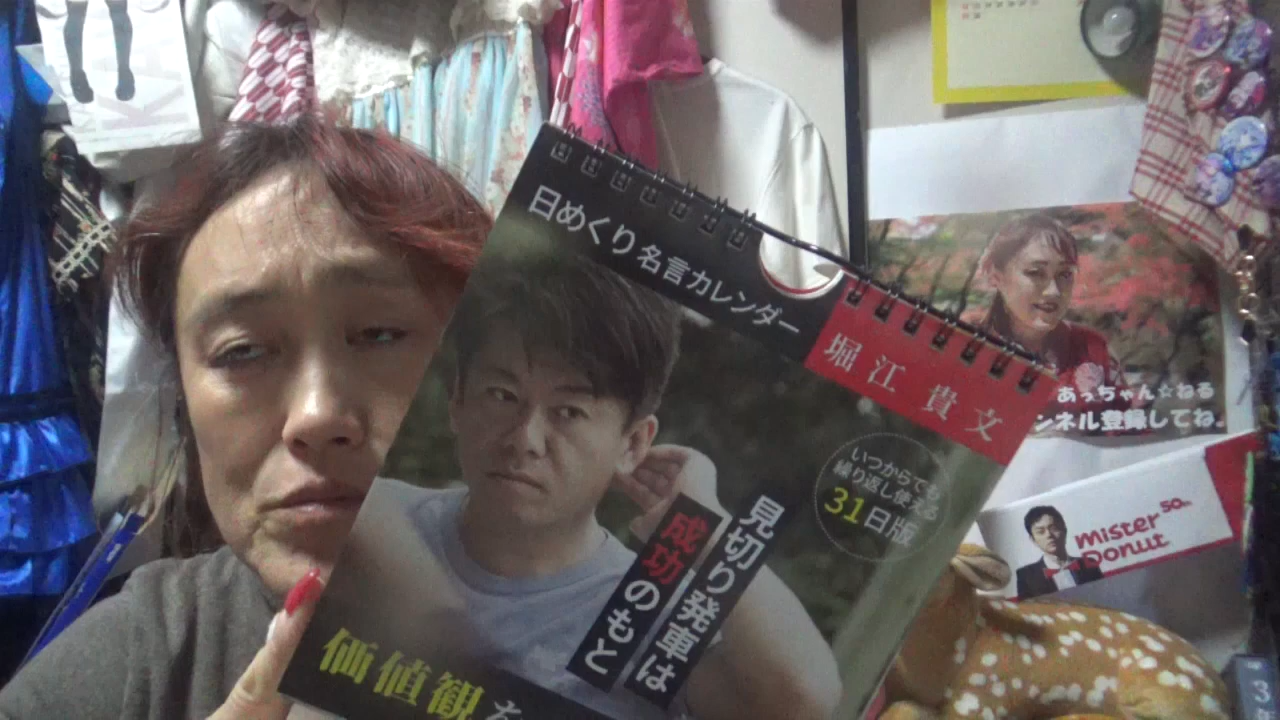 日めくり名言カレンダー
堀江貴文
いつからでも
繰り返し使える
31日版
見切り発車は
成功のもと
価値観を
あっちゃん☆ねる
ンネル登録してね。
mister
Donut
50